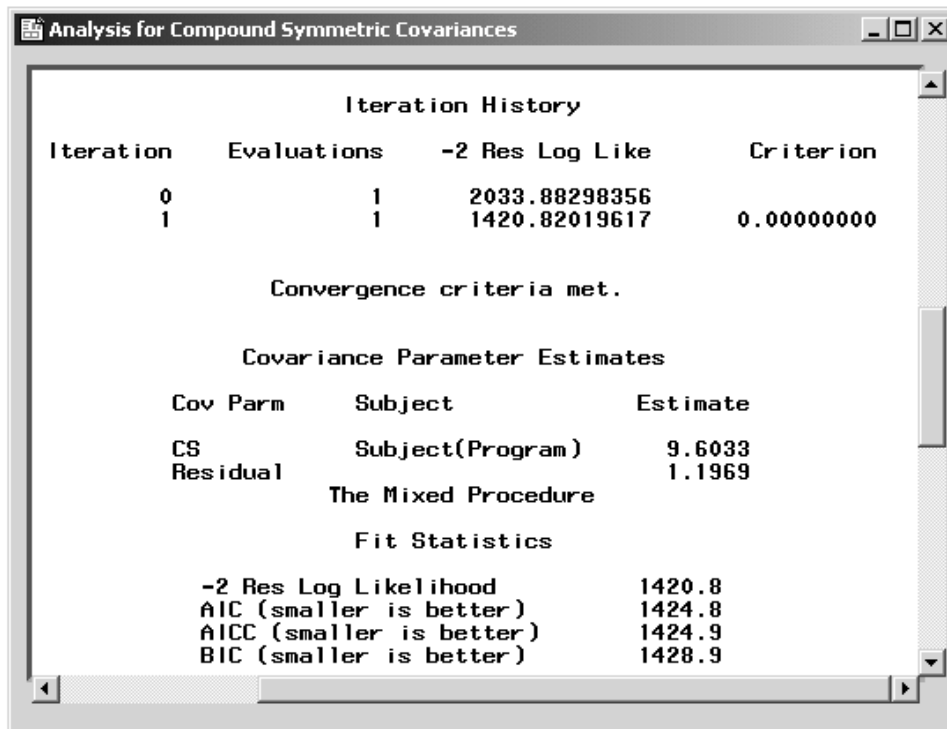 Analysis for Compound Symmetric Covariances
Iteration History
Iteration Evaluations -2 Res Log Like Criterion
0 1 2033.88298356
1 1 1420.82019617 0.00000000
Convergence criteria met.
Covariance Parameter Estimates
Cov Parm Subject Estimate
CS Subject(Program) 9.6033
Residual 1.1969
The Mixed Procedure
Fit Statistics
-2 Res Log Likelihood 1420.8
AIC (smaller is better) 1424.8
AICC (smaller is better) 1424.9
BIC (smaller is better) 1428.9